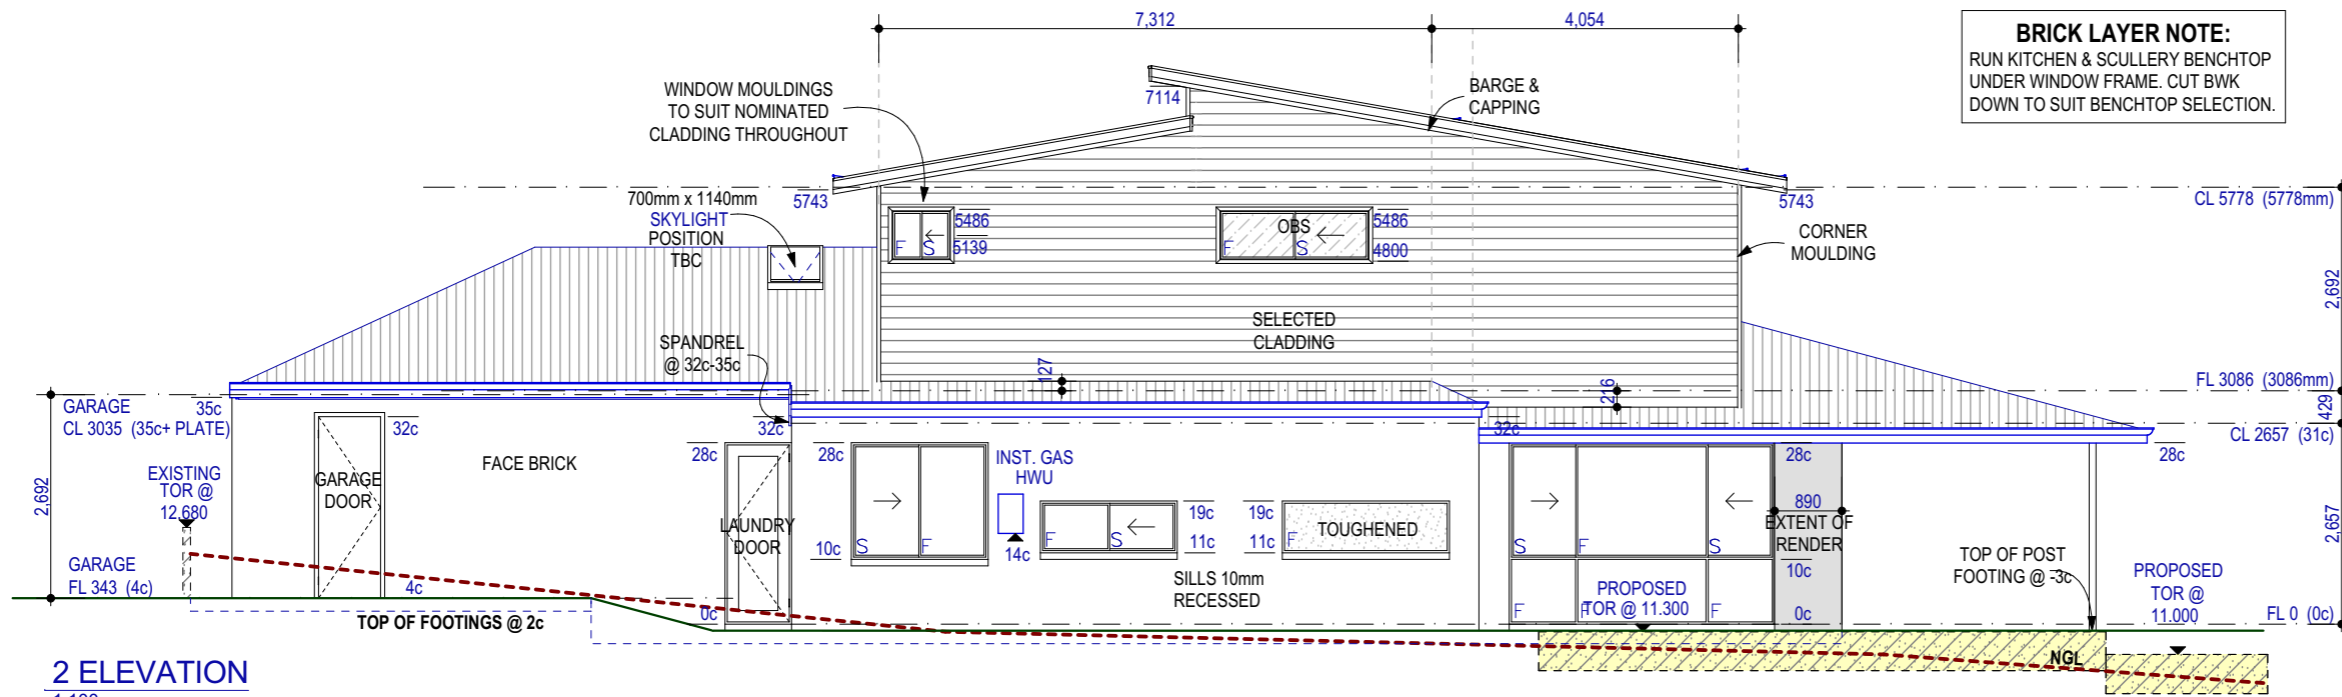 7,312
4,054
BRICK LAYER NOTE:
RUN KITCHEN & SCULLERY BENCHTOP
UNDER WINDOW FRAME. CUT BWK
DOWN TO SUIT BENCHTOP SELECTION.
WINDOW MOULDINGS
TO SUIT NOMINATED
CLADDING THROUGHOUT
7114
BARGE &
CAPPING
700mm x 1140mm
SKYLIGHT
POSITION
TBC
5743
5743
CL 5778 (5778mm)
5486
5139
F
S
OBS
F
S
5486
4800
CORNER
MOULDING
2,692
SELECTED
CLADDING
SPANDREL
@ 32c-35c
127
216
FL 3086 (3086mm)
429
CL 2657 (31c)
GARAGE
CL 3035 (35c+ PLATE)
35c
32c
32c
32c
28c
28c
28c
28c
2,692
EXISTING
TOR @
12.680
GARAGE
DOOR
FACE BRICK
LAUNDRY
DOOR
INST. GAS
HWU
14c
10c
S
F
F
S
19c
11c
19c
11c
TOUGHENED
F
S
F
S
890
EXTENT OF
RENDER
10c
0c
2,657
GARAGE
FL 343 (4c)
4c
0c
TOP OF FOOTINGS @ 2c
SILLS 10mm
RECESSED
F
F
F
PROPOSED
TOR @ 11.300
TOP OF POST
FOOTING @ -3c
PROPOSED
TOR @
11.000
FL 0 (0c)
NGL
2 ELEVATION